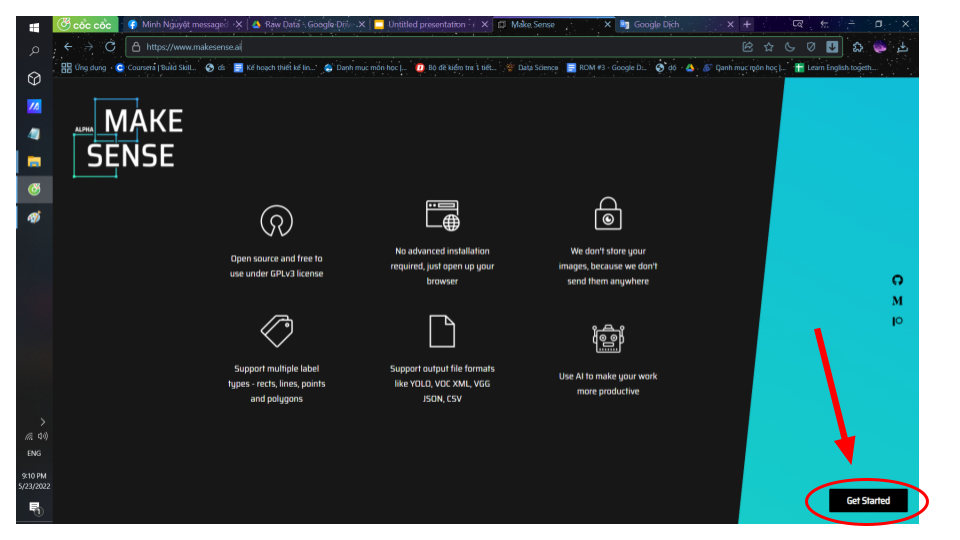 cốc cốc
Minh Nguyệt messaged
Raw Data - Google Driv
Untitled presentation -
Make Sense
Google Dịch
https://www.makesense.ai
Ứng dụng
Coursera | Build Skill...
ds
Kế hoạch thiết kế lin...
Danh mục môn học |...
Bộ đề kiểm tra 1 tiết...
Data Science
ROM #3 - Google D...
dó
Danh mục môn học |...
Learn English togeth...
ALPHA
MAKE
SENSE
Open source and free to
use under GPLv3 license
No advanced installation
required, just open up your
browser
We don't store your
images, because we don't
send them anywhere
Support multiple label
types - rects, lines, points
and polygons
Support output file formats
like YOLO, VOC XML, VGG
JSON, CSV
Use AI to make your work
more productive
Get Started
ENG
9:10 PM
5/23/2022